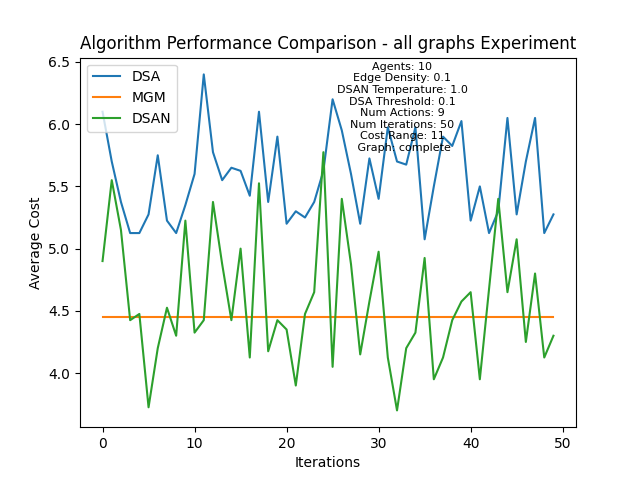 Algorithm Performance Comparison - all graphs Experiment
DSA
MGM
DSAN
Agents: 10
Edge Density: 0.1
DSAN Temperature: 1.0
DSA Threshold: 0.1
Num Actions: 9
Num Iterations: 50
Cost Range: 11
Graph: complete
6.5
6.0
5.5
5.0
4.5
4.0
Average Cost
0
10
20
30
40
50
Iterations